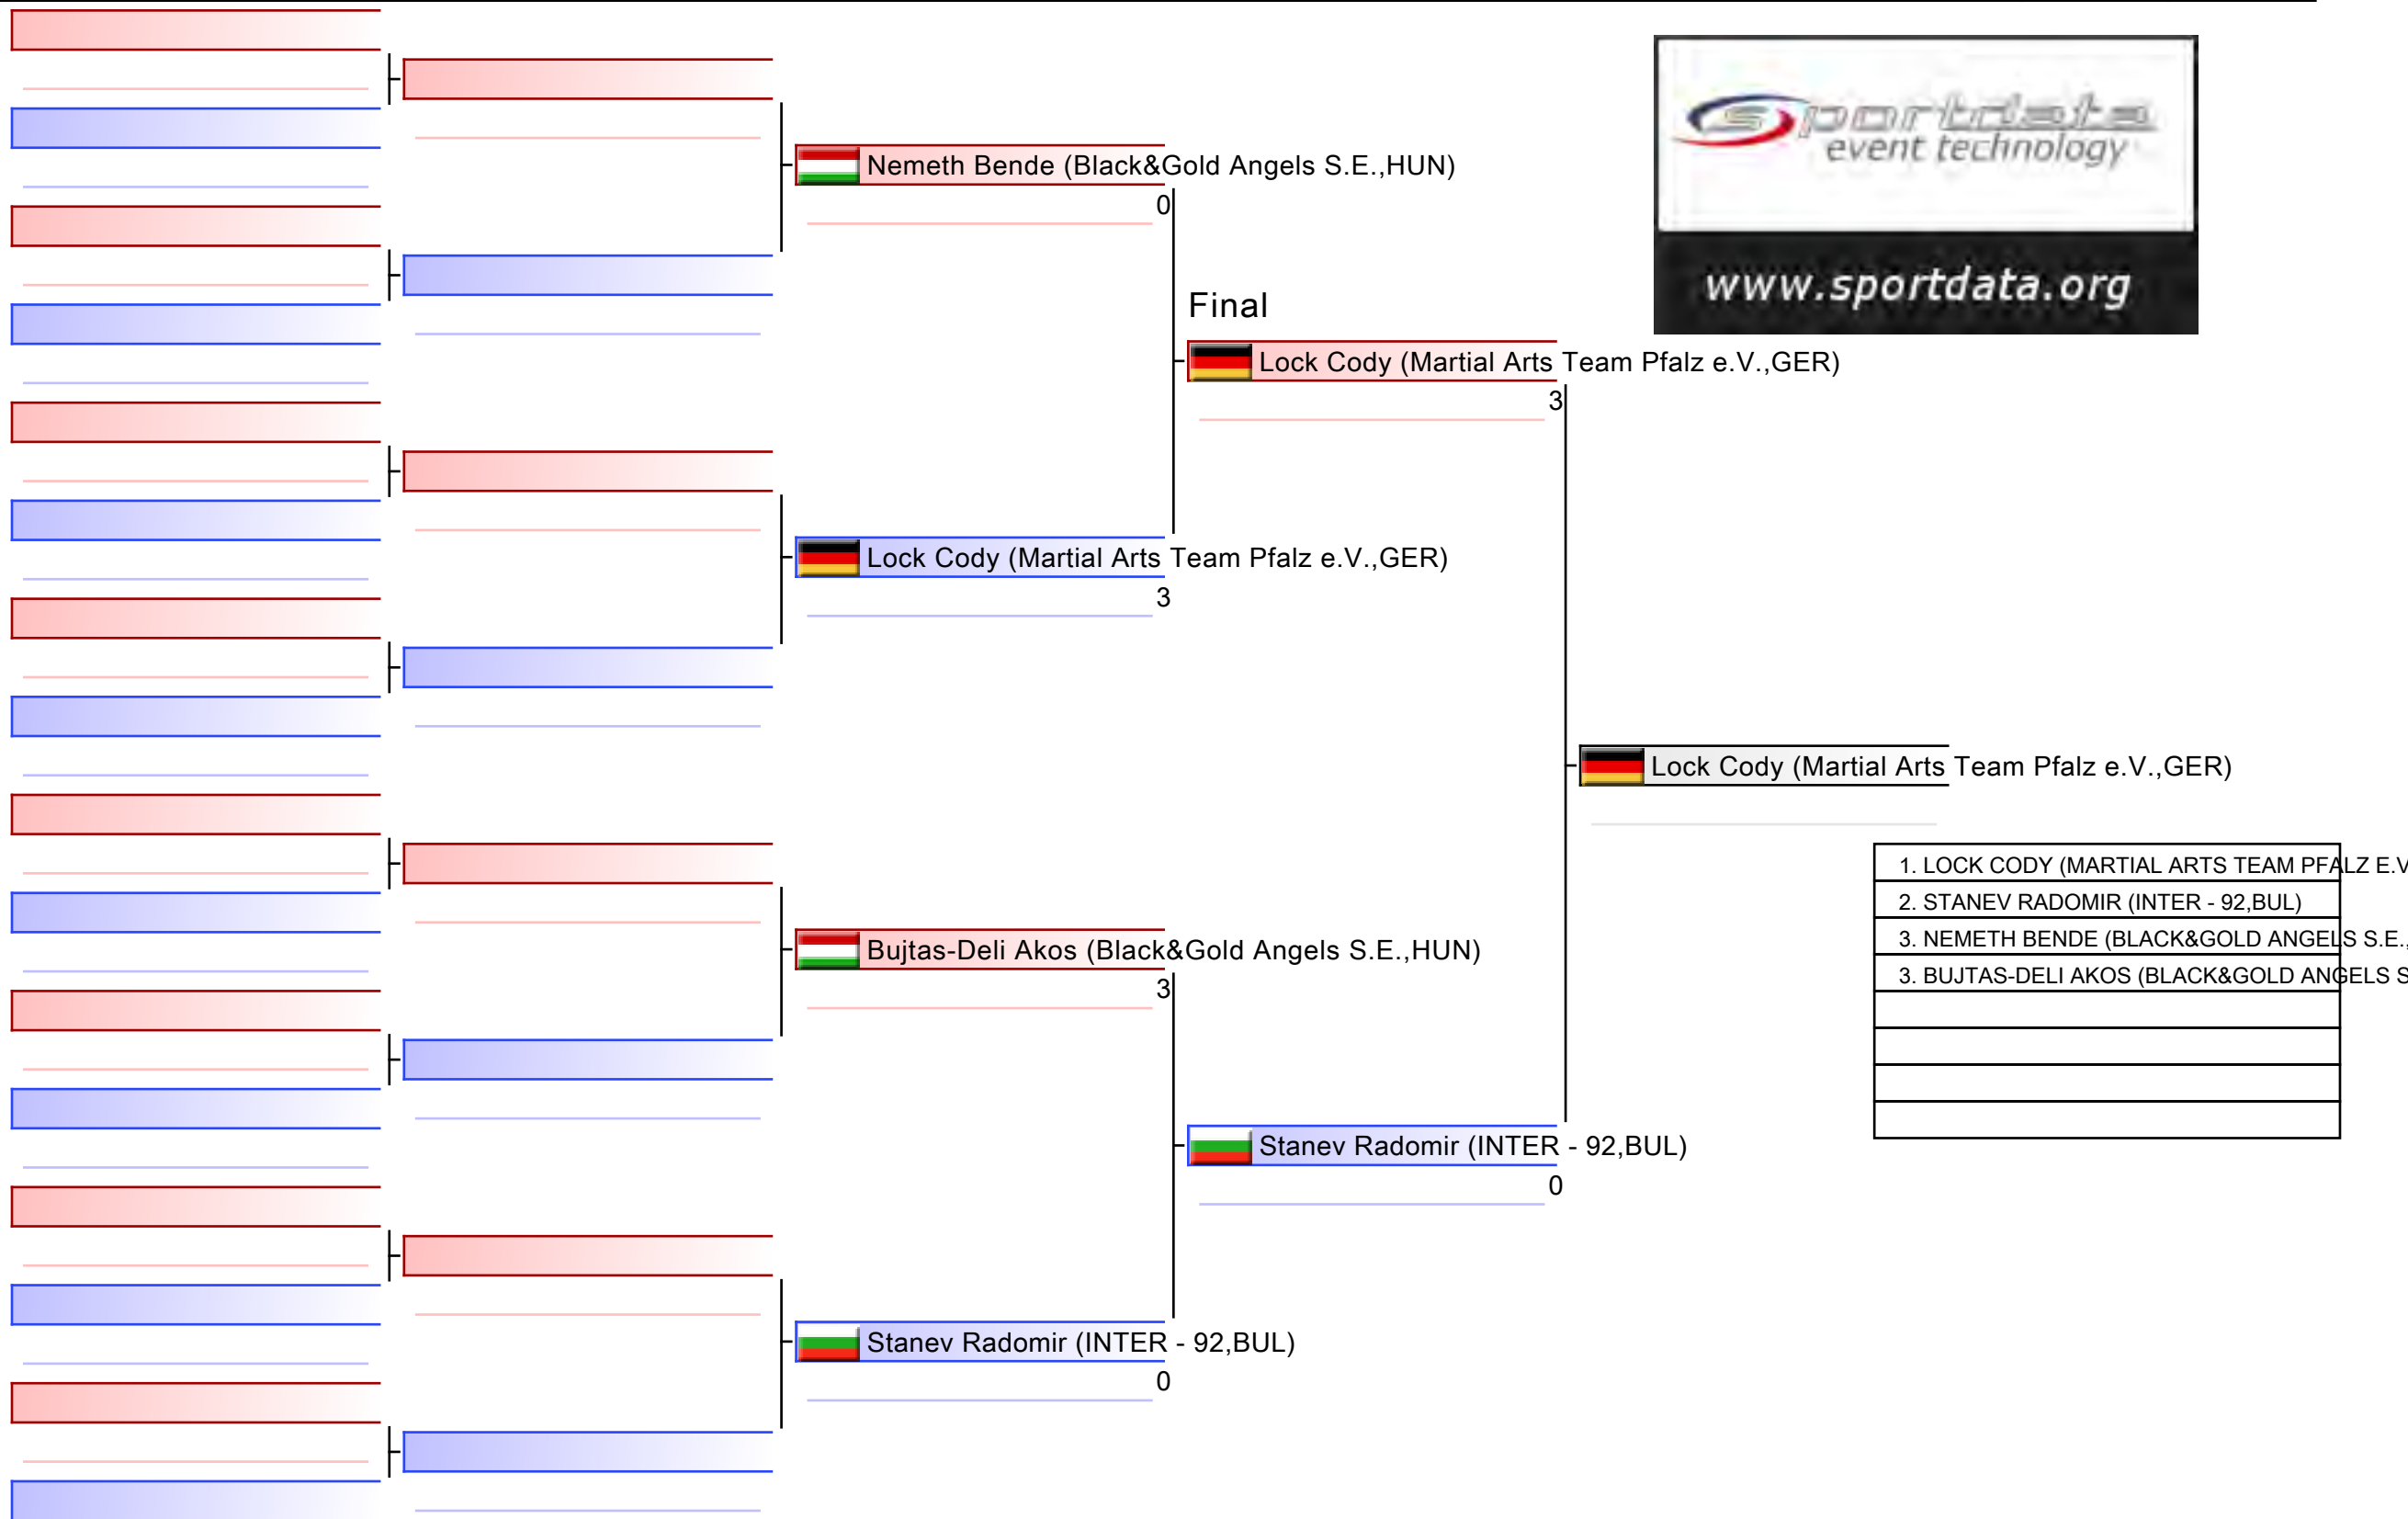 sportdata
event technology
www.sportdata.org
Nemeth Bende (Black&Gold Angels S.E.,HUN)
0
Final
Lock Cody (Martial Arts Team Pfalz e.V.,GER)
3
Lock Cody (Martial Arts Team Pfalz e.V.,GER)
3
Lock Cody (Martial Arts Team Pfalz e.V.,GER)
1. LOCK CODY (MARTIAL ARTS TEAM PFALZ E.V
2. STANEV RADOMIR (INTER - 92,BUL)
3. NEMETH BENDE (BLACK&GOLD ANGELS S.E.,
3. BUJTAS-DELI AKOS (BLACK&GOLD ANGELS S
Bujtas-Deli Akos (Black&Gold Angels S.E.,HUN)
3
Stanev Radomir (INTER - 92,BUL)
0
Stanev Radomir (INTER - 92,BUL)
0